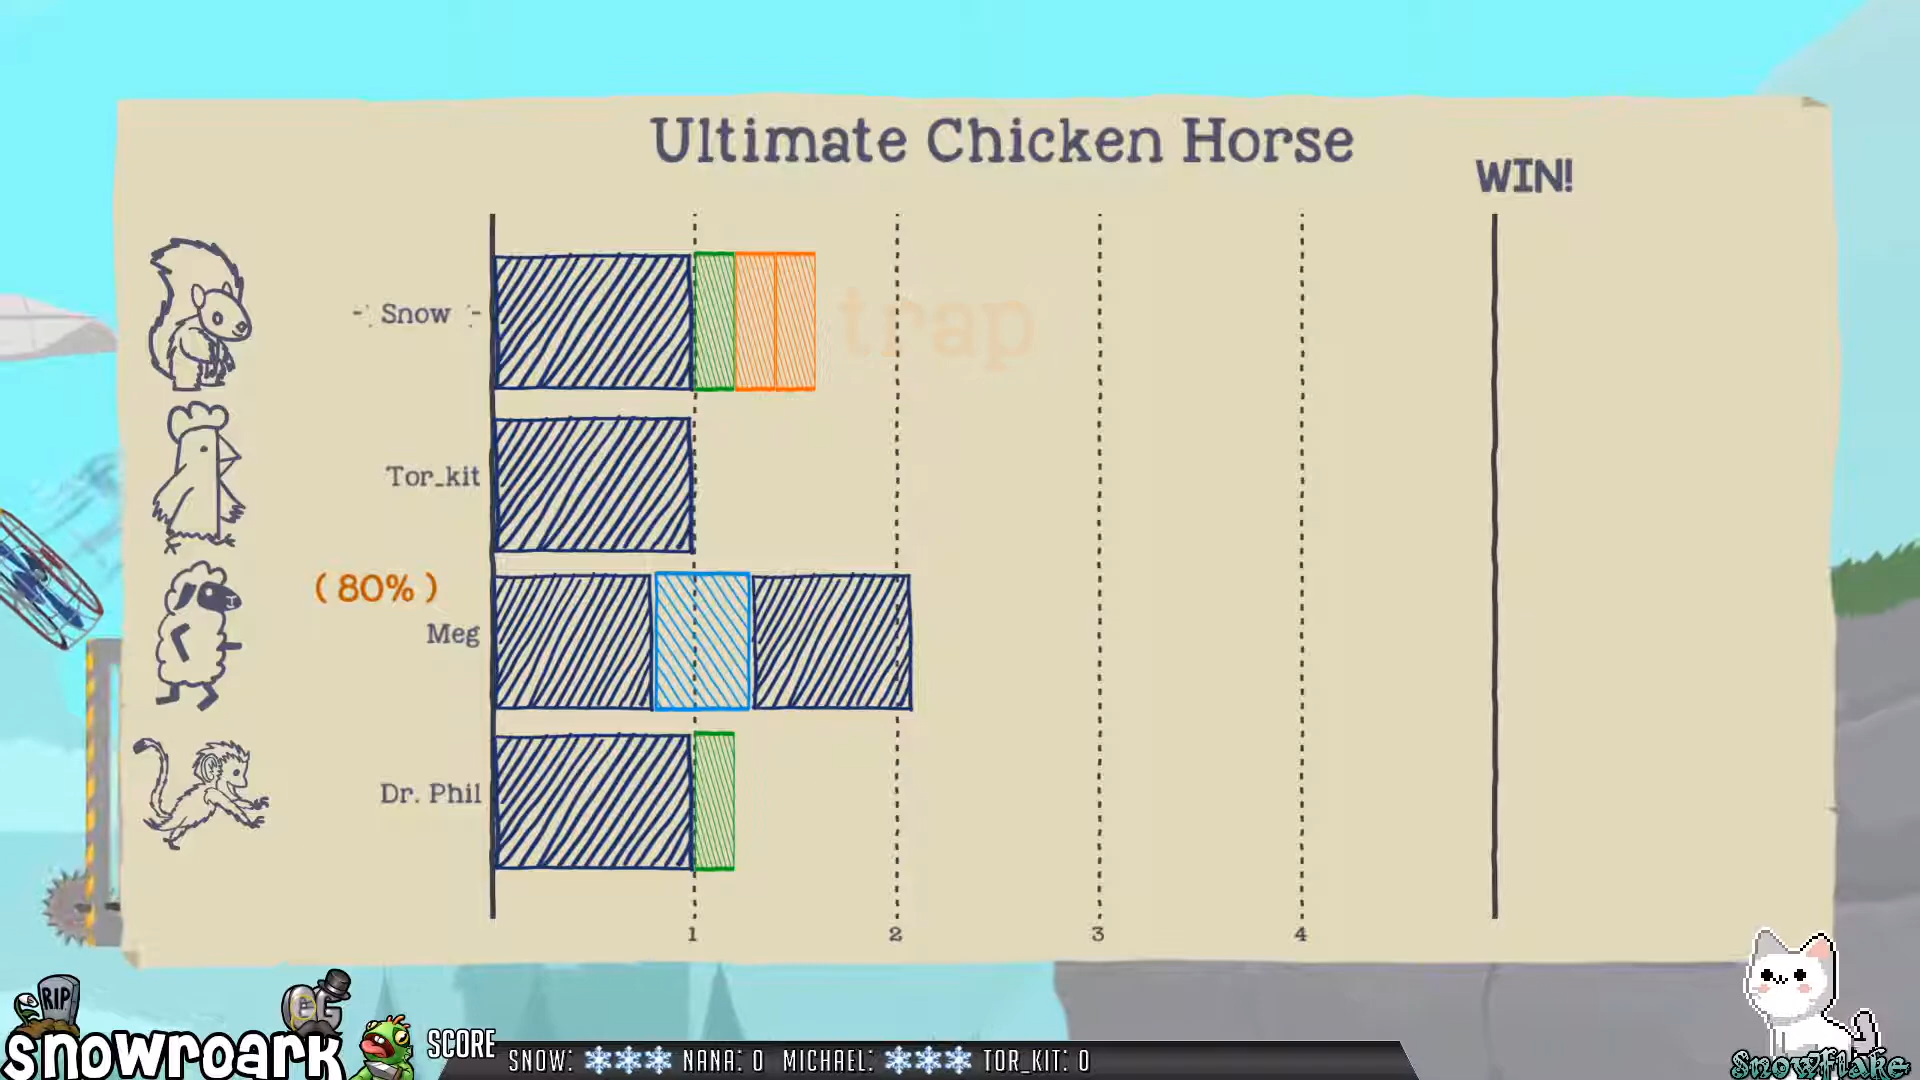 Ultimate Chicken Horse
WIN!
Snow
trap
Tor_kit
(80%)
Meg
Dr. Phil
1 2 3 4
RIP
snowroark
SCORE
SNOW: NANA: 0 MICHAEL: TOR_KIT: 0
Snowflake